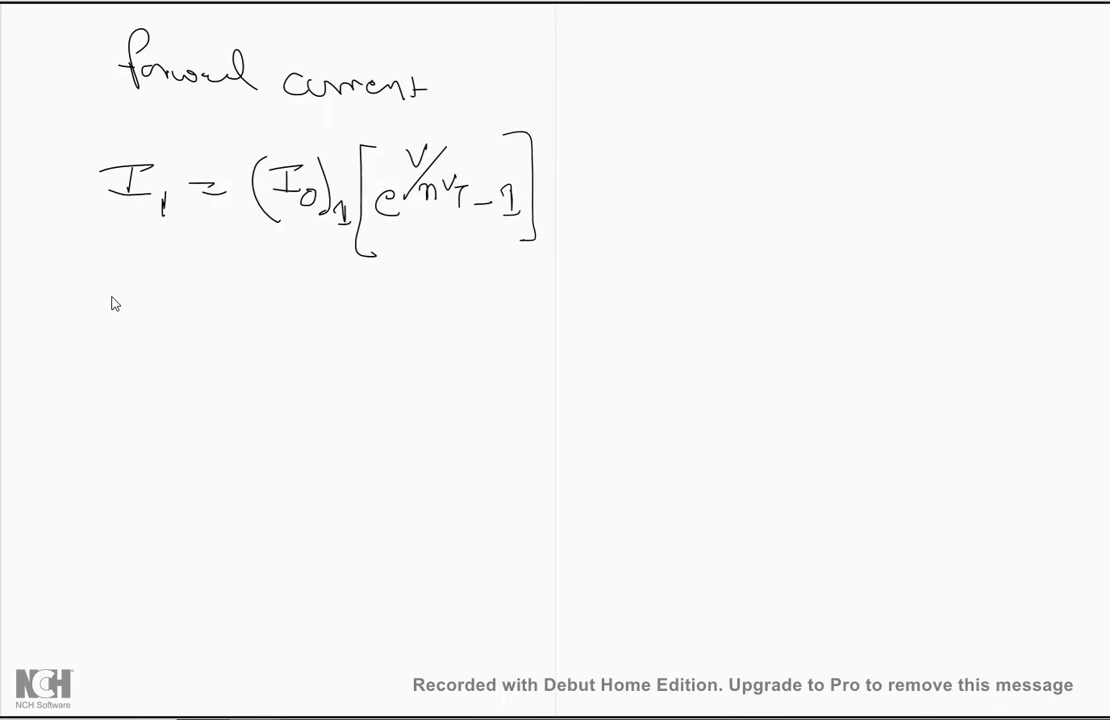 forward current
I₁ = (I₀)₁ [e^{V/nV_T} - 1]
NCH
NCH Software
Recorded with Debut Home Edition. Upgrade to Pro to remove this message